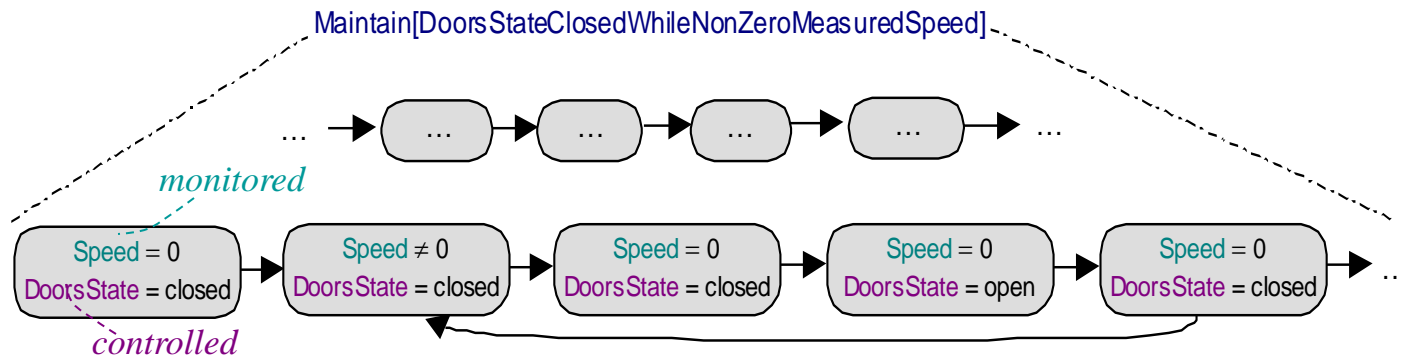 Maintain[DoorsStateClosedWhileNonZeroMeasuredSpeed]
... ... ... ... ... ...
monitored
Speed = 0 Speed ≠ 0 Speed = 0 Speed = 0 Speed = 0
DoorsState = closed DoorsState = closed DoorsState = closed DoorsState = open DoorsState = closed ..
controlled